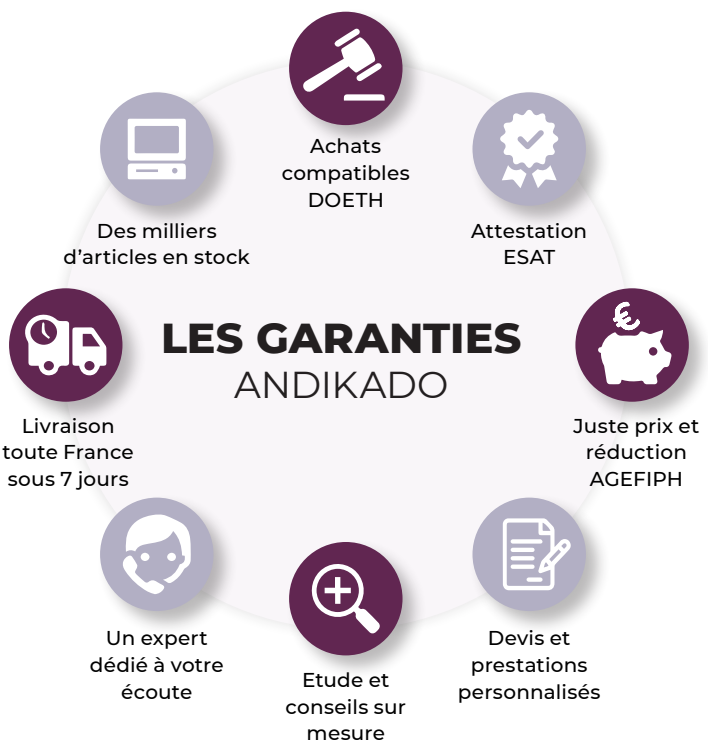 Achats
compatibles
DOETH
Attestation
ESAT
Des milliers
d'articles en stock
LES GARANTIES
ANDIKADO
Juste prix et
réduction
AGEFIPH
Livraison
toute France
sous 7 jours
Devis et
prestations
personnalisés
Etude et
conseils sur
mesure
Un expert
dédié à votre
écoute